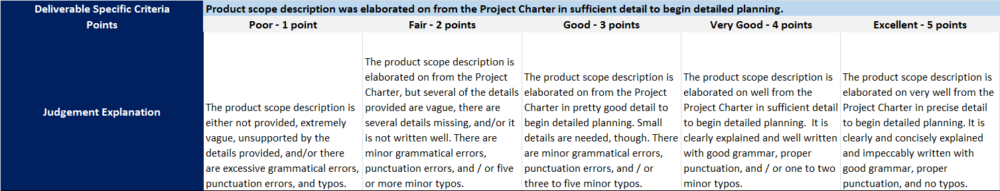 Deliverable Specific Criteria
Product scope description was elaborated on from the Project Charter in sufficient detail to begin detailed planning.
Points
Poor - 1 point
Fair - 2 points
Good - 3 points
Very Good - 4 points
Excellent - 5 points
Judgement Explanation
The product scope description is
either not provided, extremely
vague, unsupported by the
details provided, and/or there
are excessive grammatical errors,
punctuation errors, and typos.
The product scope description is
elaborated on from the Project
Charter, but several of the details
provided are vague, there are
several details missing, and/or it
is not written well. There are
minor grammatical errors,
punctuation errors, and / or five
or more minor typos.
The product scope description is
elaborated on from the Project
Charter in pretty good detail to
begin detailed planning. Small
details are needed, though. There
are minor grammatical errors,
punctuation errors, and / or
three to five minor typos.
The product scope description is
elaborated on well from the
Project Charter in sufficient detail
to begin detailed planning.  It is
clearly explained and well written
with good grammar, proper
punctuation, and / or one to two
minor typos.
The product scope description is
elaborated on very well from the
Project Charter in precise detail
to begin detailed planning. It is
clearly and concisely explained
and impeccably written with
good grammar, proper
punctuation, and no typos.